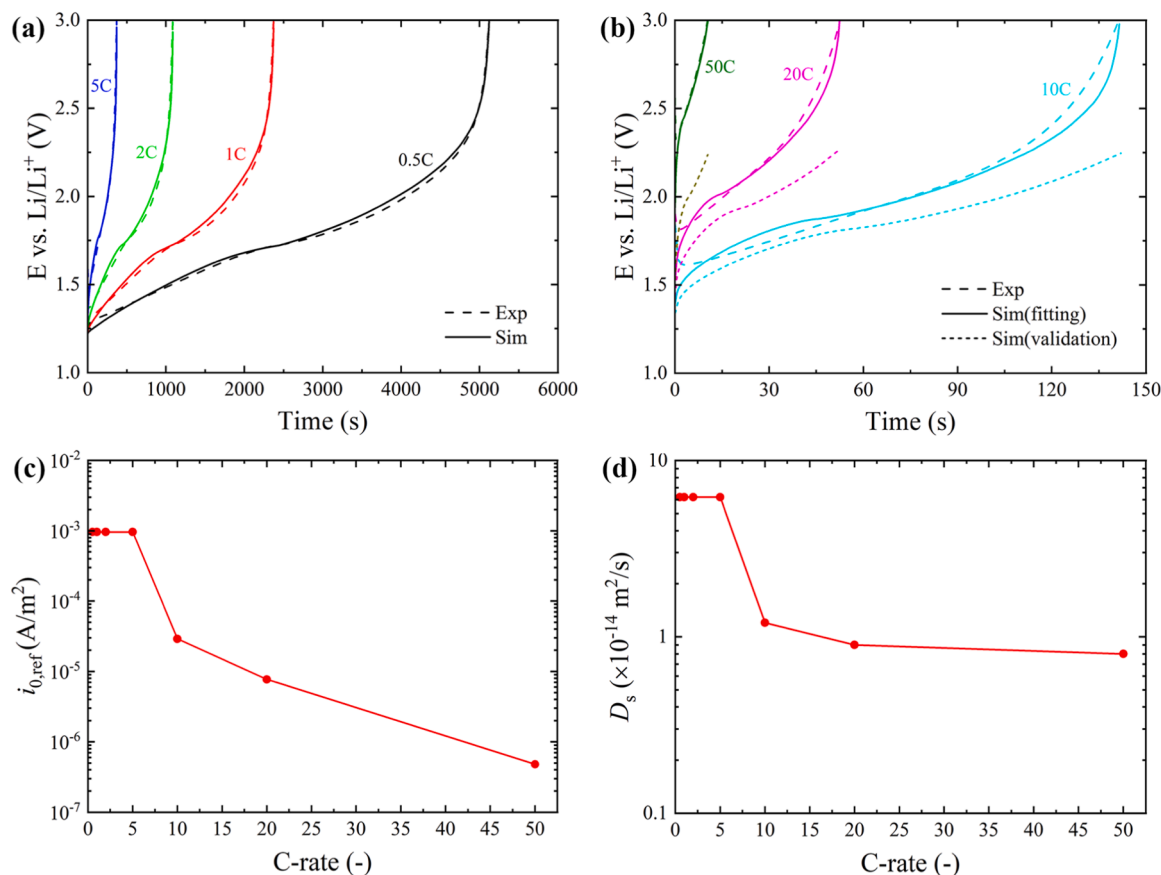 (a)
3.0
2.5
2.0
1.5
1.0
E vs. Li/Li⁺ (V)
5C
2C
1C
0.5C
Exp
Sim
0 1000 2000 3000 4000 5000 6000
Time (s)
(b)
3.0
2.5
2.0
1.5
1.0
E vs. Li/Li⁺ (V)
50C
20C
10C
Exp
Sim(fitting)
Sim(validation)
0 30 60 90 120 150
Time (s)
(c)
10⁻²
10⁻³
10⁻⁴
10⁻⁵
10⁻⁶
10⁻⁷
i₀,ref (A/m²)
0 5 10 15 20 25 30 35 40 45 50
C-rate (-)
(d)
10
1
0.1
Dₛ (×10⁻¹⁴ m²/s)
0 5 10 15 20 25 30 35 40 45 50
C-rate (-)